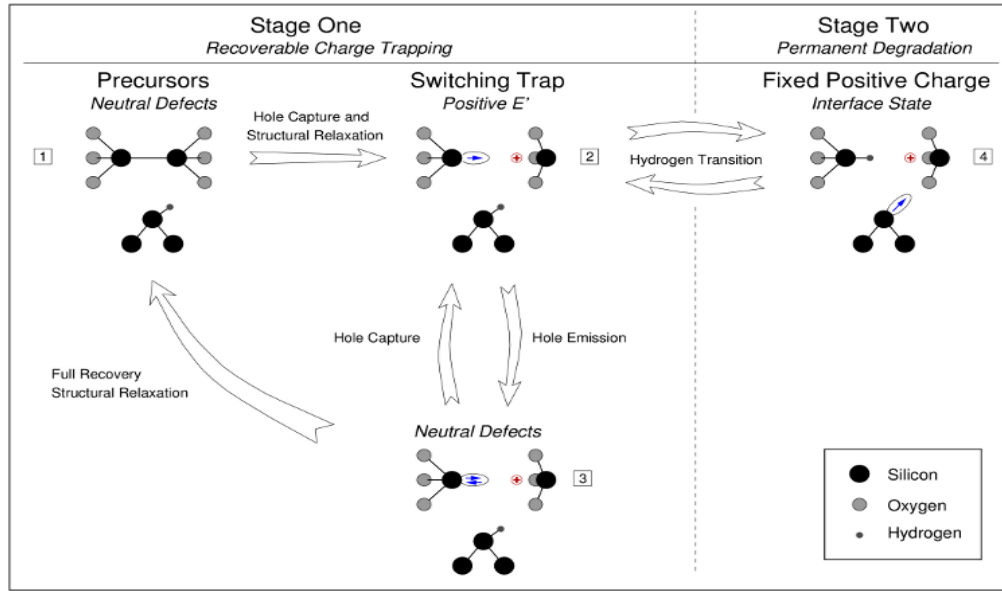 Stage One
Recoverable Charge Trapping
Stage Two
Permanent Degradation
Precursors
Neutral Defects
Switching Trap
Positive E'
Fixed Positive Charge
Interface State
Hole Capture and
Structural Relaxation
1
2
Hydrogen Transition
4
Hole Capture
Hole Emission
Full Recovery
Structural Relaxation
Neutral Defects
3
Silicon
Oxygen
Hydrogen